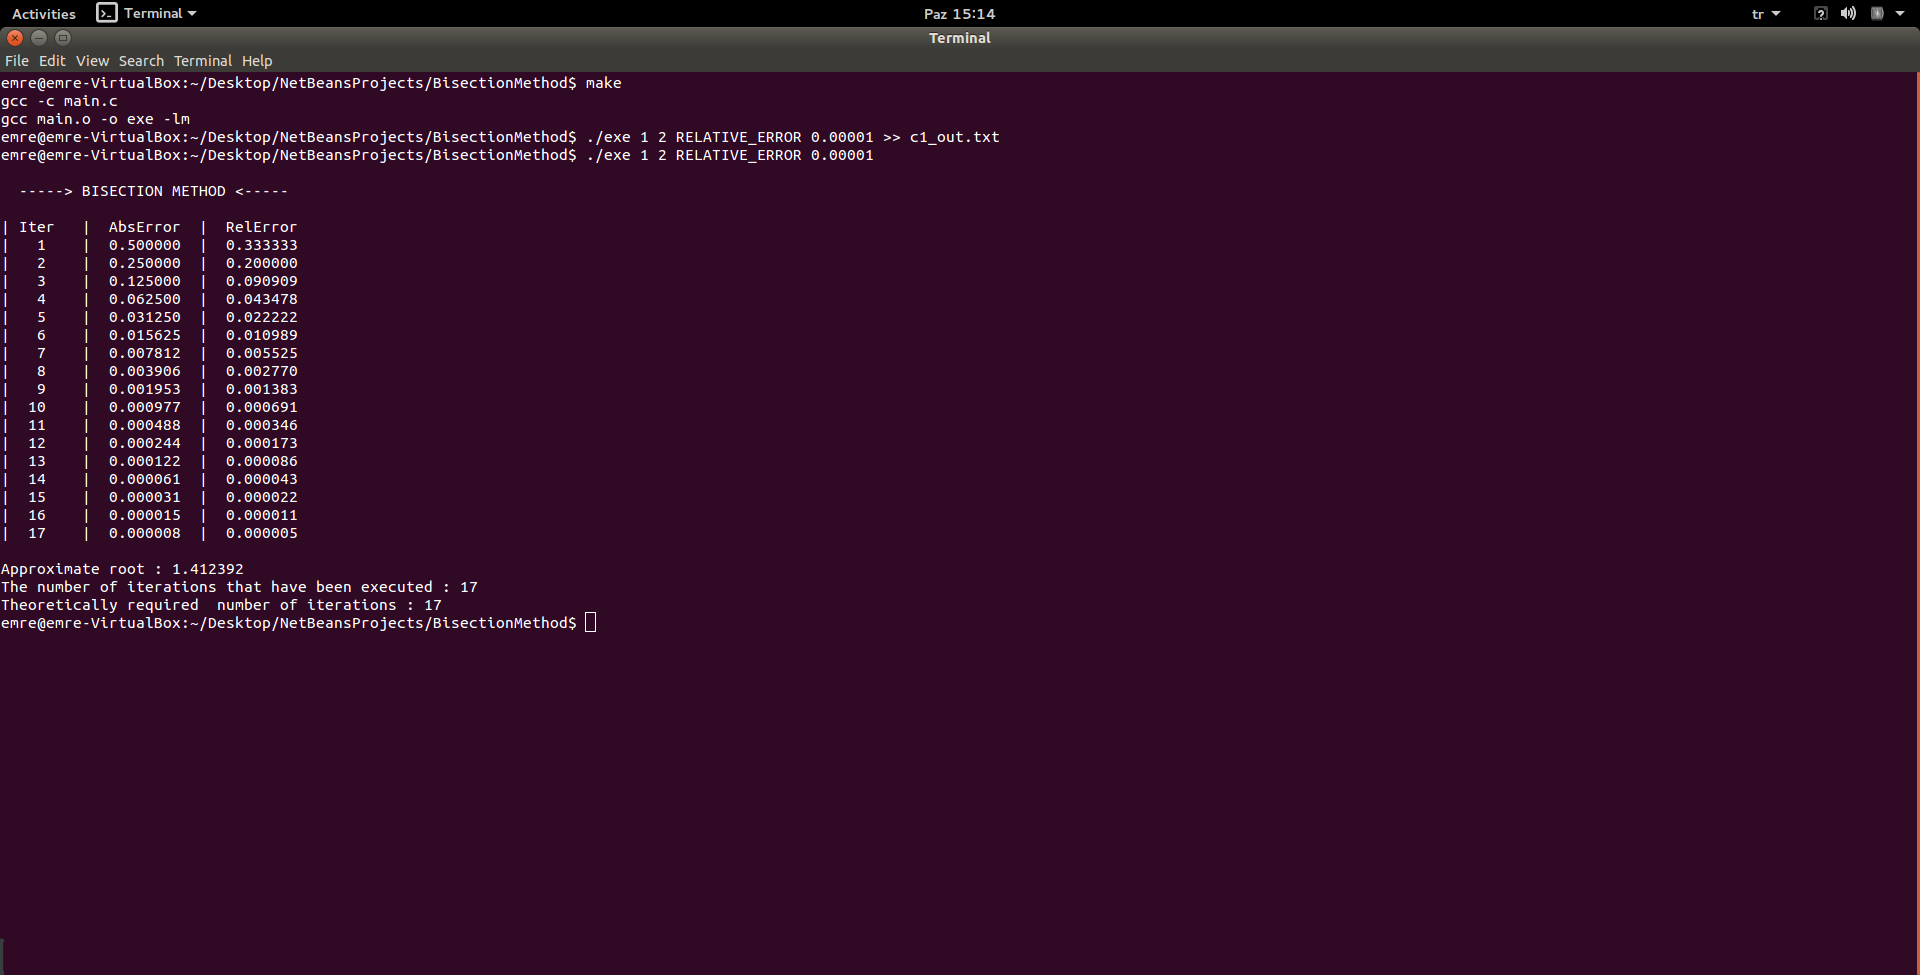 Activities Terminal Paz 15:14 tr
Terminal
File Edit View Search Terminal Help
emre@emre-VirtualBox:~/Desktop/NetBeansProjects/BisectionMethod$ make
gcc -c main.c
gcc main.o -o exe -lm
emre@emre-VirtualBox:~/Desktop/NetBeansProjects/BisectionMethod$ ./exe 1 2 RELATIVE_ERROR 0.00001 >> c1_out.txt
emre@emre-VirtualBox:~/Desktop/NetBeansProjects/BisectionMethod$ ./exe 1 2 RELATIVE_ERROR 0.00001
-----> BISECTION METHOD <-----
| Iter | AbsError | RelError
| 1 | 0.500000 | 0.333333
| 2 | 0.250000 | 0.200000
| 3 | 0.125000 | 0.090909
| 4 | 0.062500 | 0.043478
| 5 | 0.031250 | 0.022222
| 6 | 0.015625 | 0.010989
| 7 | 0.007812 | 0.005525
| 8 | 0.003906 | 0.002770
| 9 | 0.001953 | 0.001383
| 10 | 0.000977 | 0.000691
| 11 | 0.000488 | 0.000346
| 12 | 0.000244 | 0.000173
| 13 | 0.000122 | 0.000086
| 14 | 0.000061 | 0.000043
| 15 | 0.000031 | 0.000022
| 16 | 0.000015 | 0.000011
| 17 | 0.000008 | 0.000005
Approximate root : 1.412392
The number of iterations that have been executed : 17
Theoretically required  number of iterations : 17
emre@emre-VirtualBox:~/Desktop/NetBeansProjects/BisectionMethod$